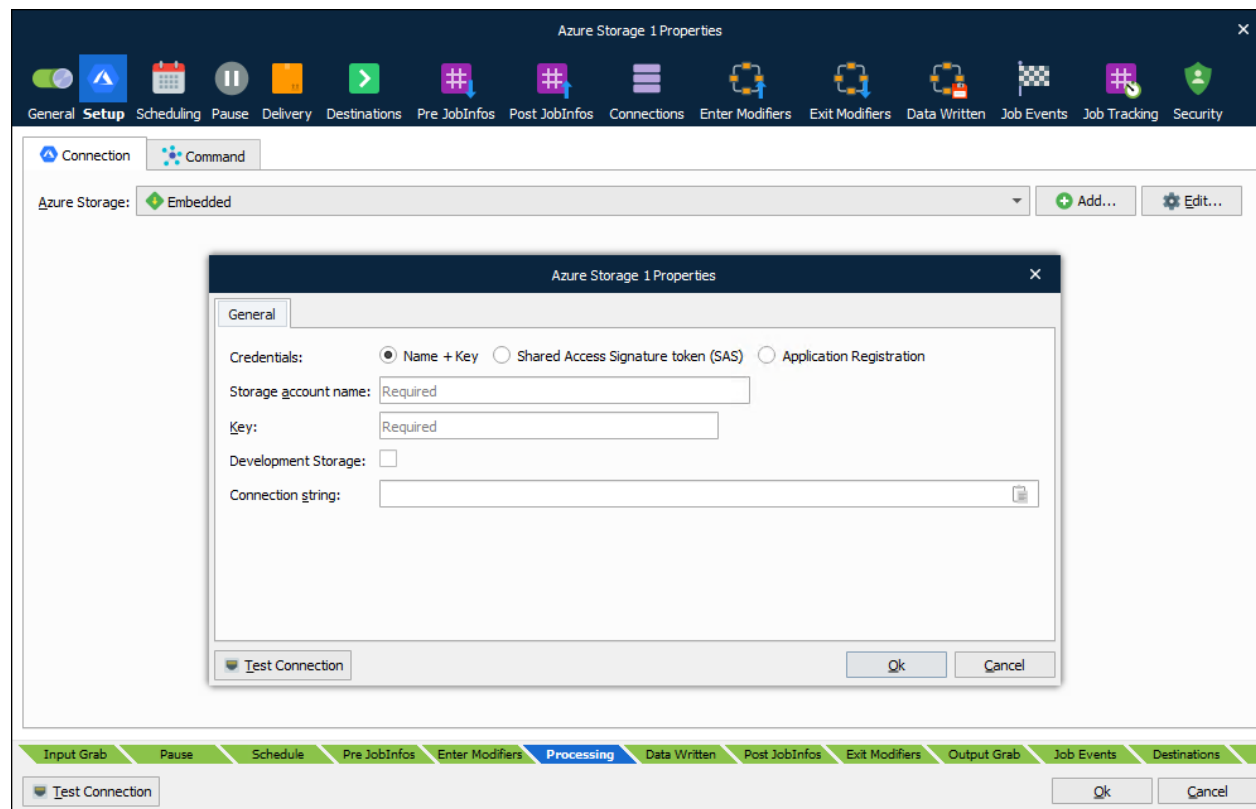 Azure Storage 1 Properties
General Setup Scheduling Pause Delivery Destinations Pre JobInfos Post JobInfos Connections Enter Modifiers Exit Modifiers Data Written Job Events Job Tracking Security
Connection Command
Azure Storage: Embedded Add... Edit...
Azure Storage 1 Properties
General
Credentials: Name + Key Shared Access Signature token (SAS) Application Registration
Storage account name: Required
Key: Required
Development Storage:
Connection string:
Test Connection Ok Cancel
Input Grab Pause Schedule Pre JobInfos Enter Modifiers Processing Data Written Post JobInfos Exit Modifiers Output Grab Job Events Destinations
Test Connection Ok Cancel